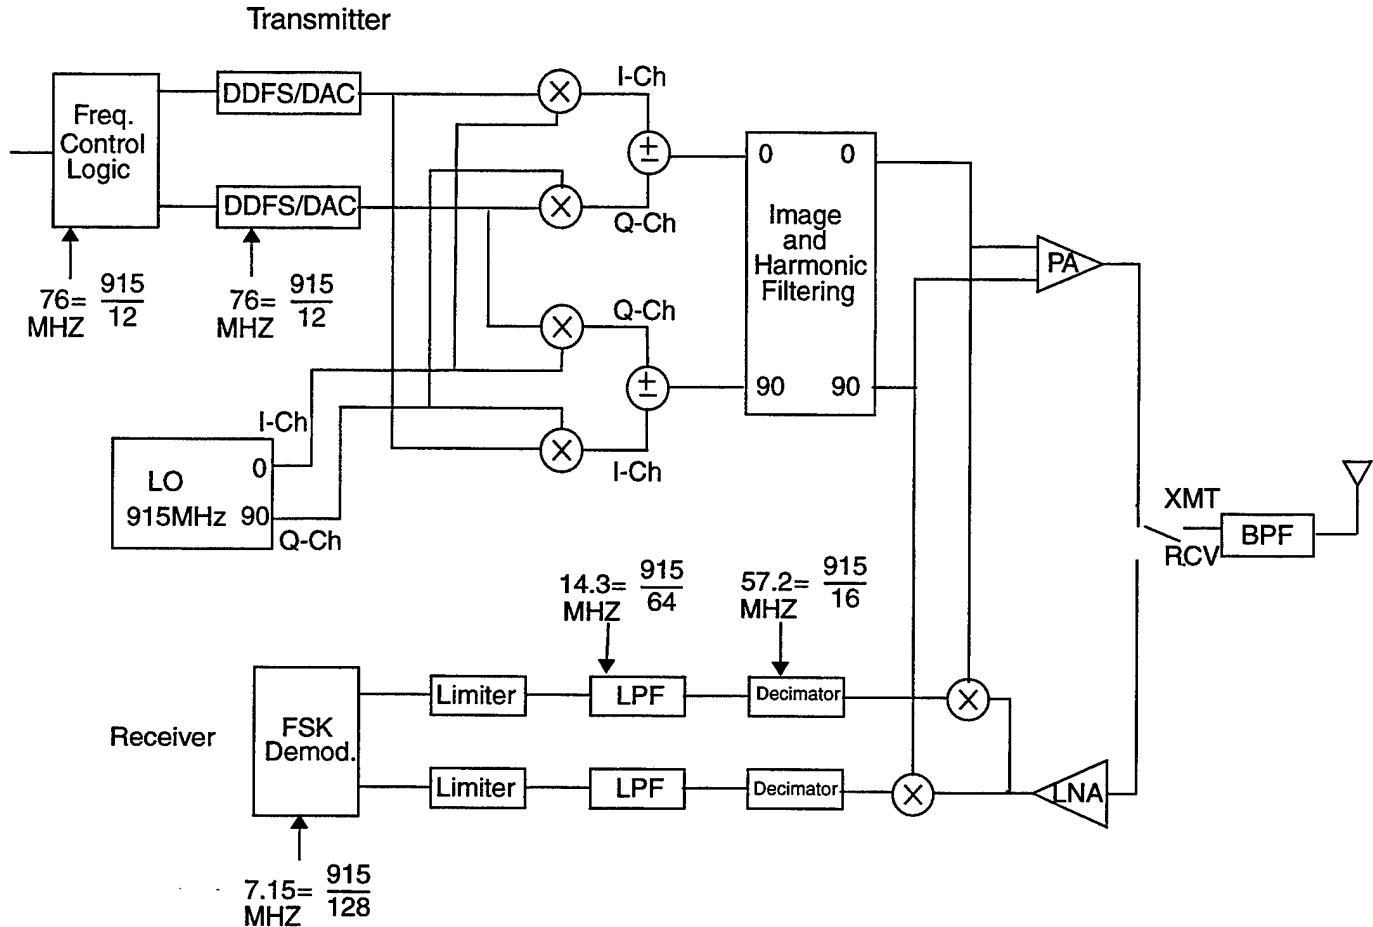 Transmitter
Freq.
Control
Logic
DDFS/DAC
DDFS/DAC
76= 915
MHZ 12
76= 915
MHZ 12
×
×
×
×
I-Ch
Q-Ch
Q-Ch
I-Ch
±
±
0 0
Image
and
Harmonic
Filtering
90 90
PA
I-Ch
LO 0
915MHz 90
Q-Ch
XMT
RCV
BPF
14.3= 915
MHZ 64
57.2= 915
MHZ 16
Receiver
FSK
Demod.
Limiter
LPF
Decimator
×
Limiter
LPF
Decimator
×
LNA
7.15= 915
MHZ 128